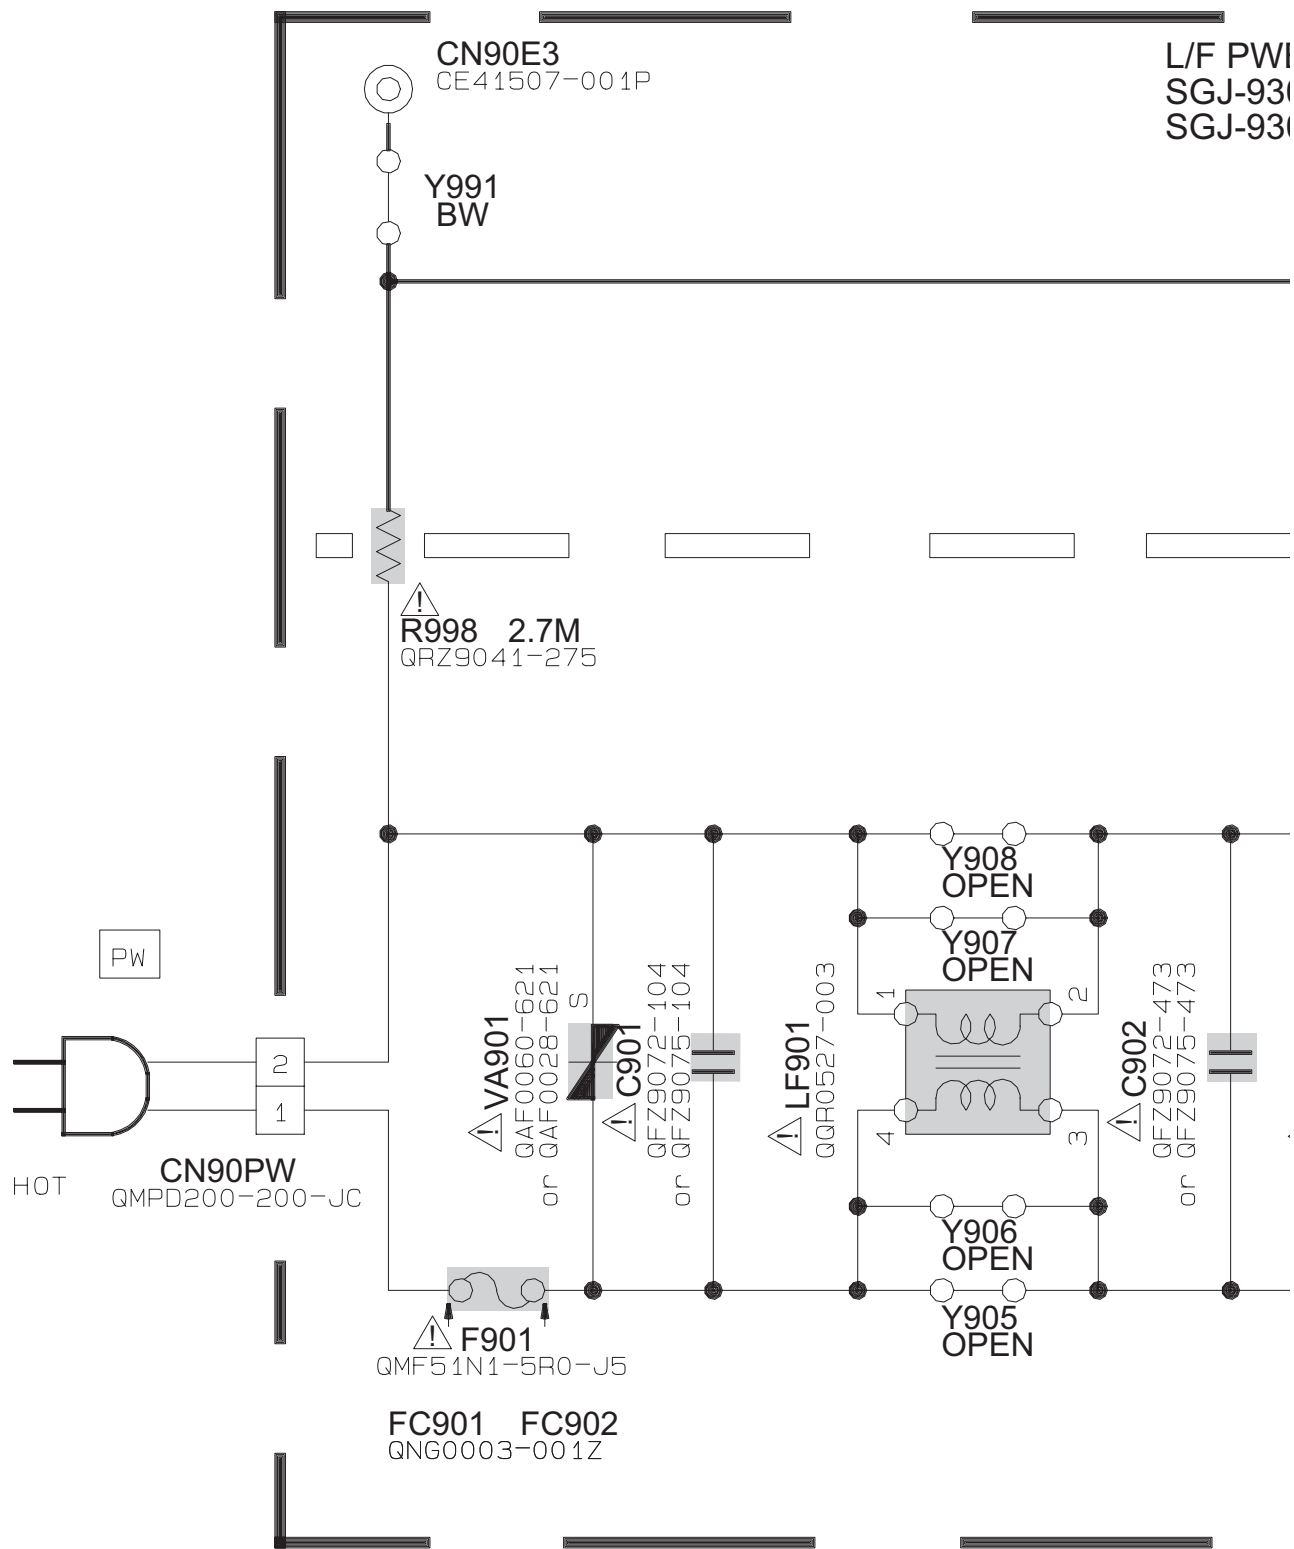 CN90E3
CE41507-001P
L/F PWB
SGJ-930
SGJ-930
Y991
BW
R998 2.7M
QRZ9041-275
Y908
OPEN
Y907
OPEN
PW
2
1
CN90PW
QMPD200-200-JC
HOT
VA901
QAF0060-621
or QAF0028-621
S
C901
QFZ9072-104
or QFZ9075-104
LF901
QQR0527-003
1
2
4
3
C902
QFZ9072-473
or QFZ9075-473
Y906
OPEN
Y905
OPEN
F901
QMF51N1-5R0-J5
FC901 FC902
QNG0003-001Z